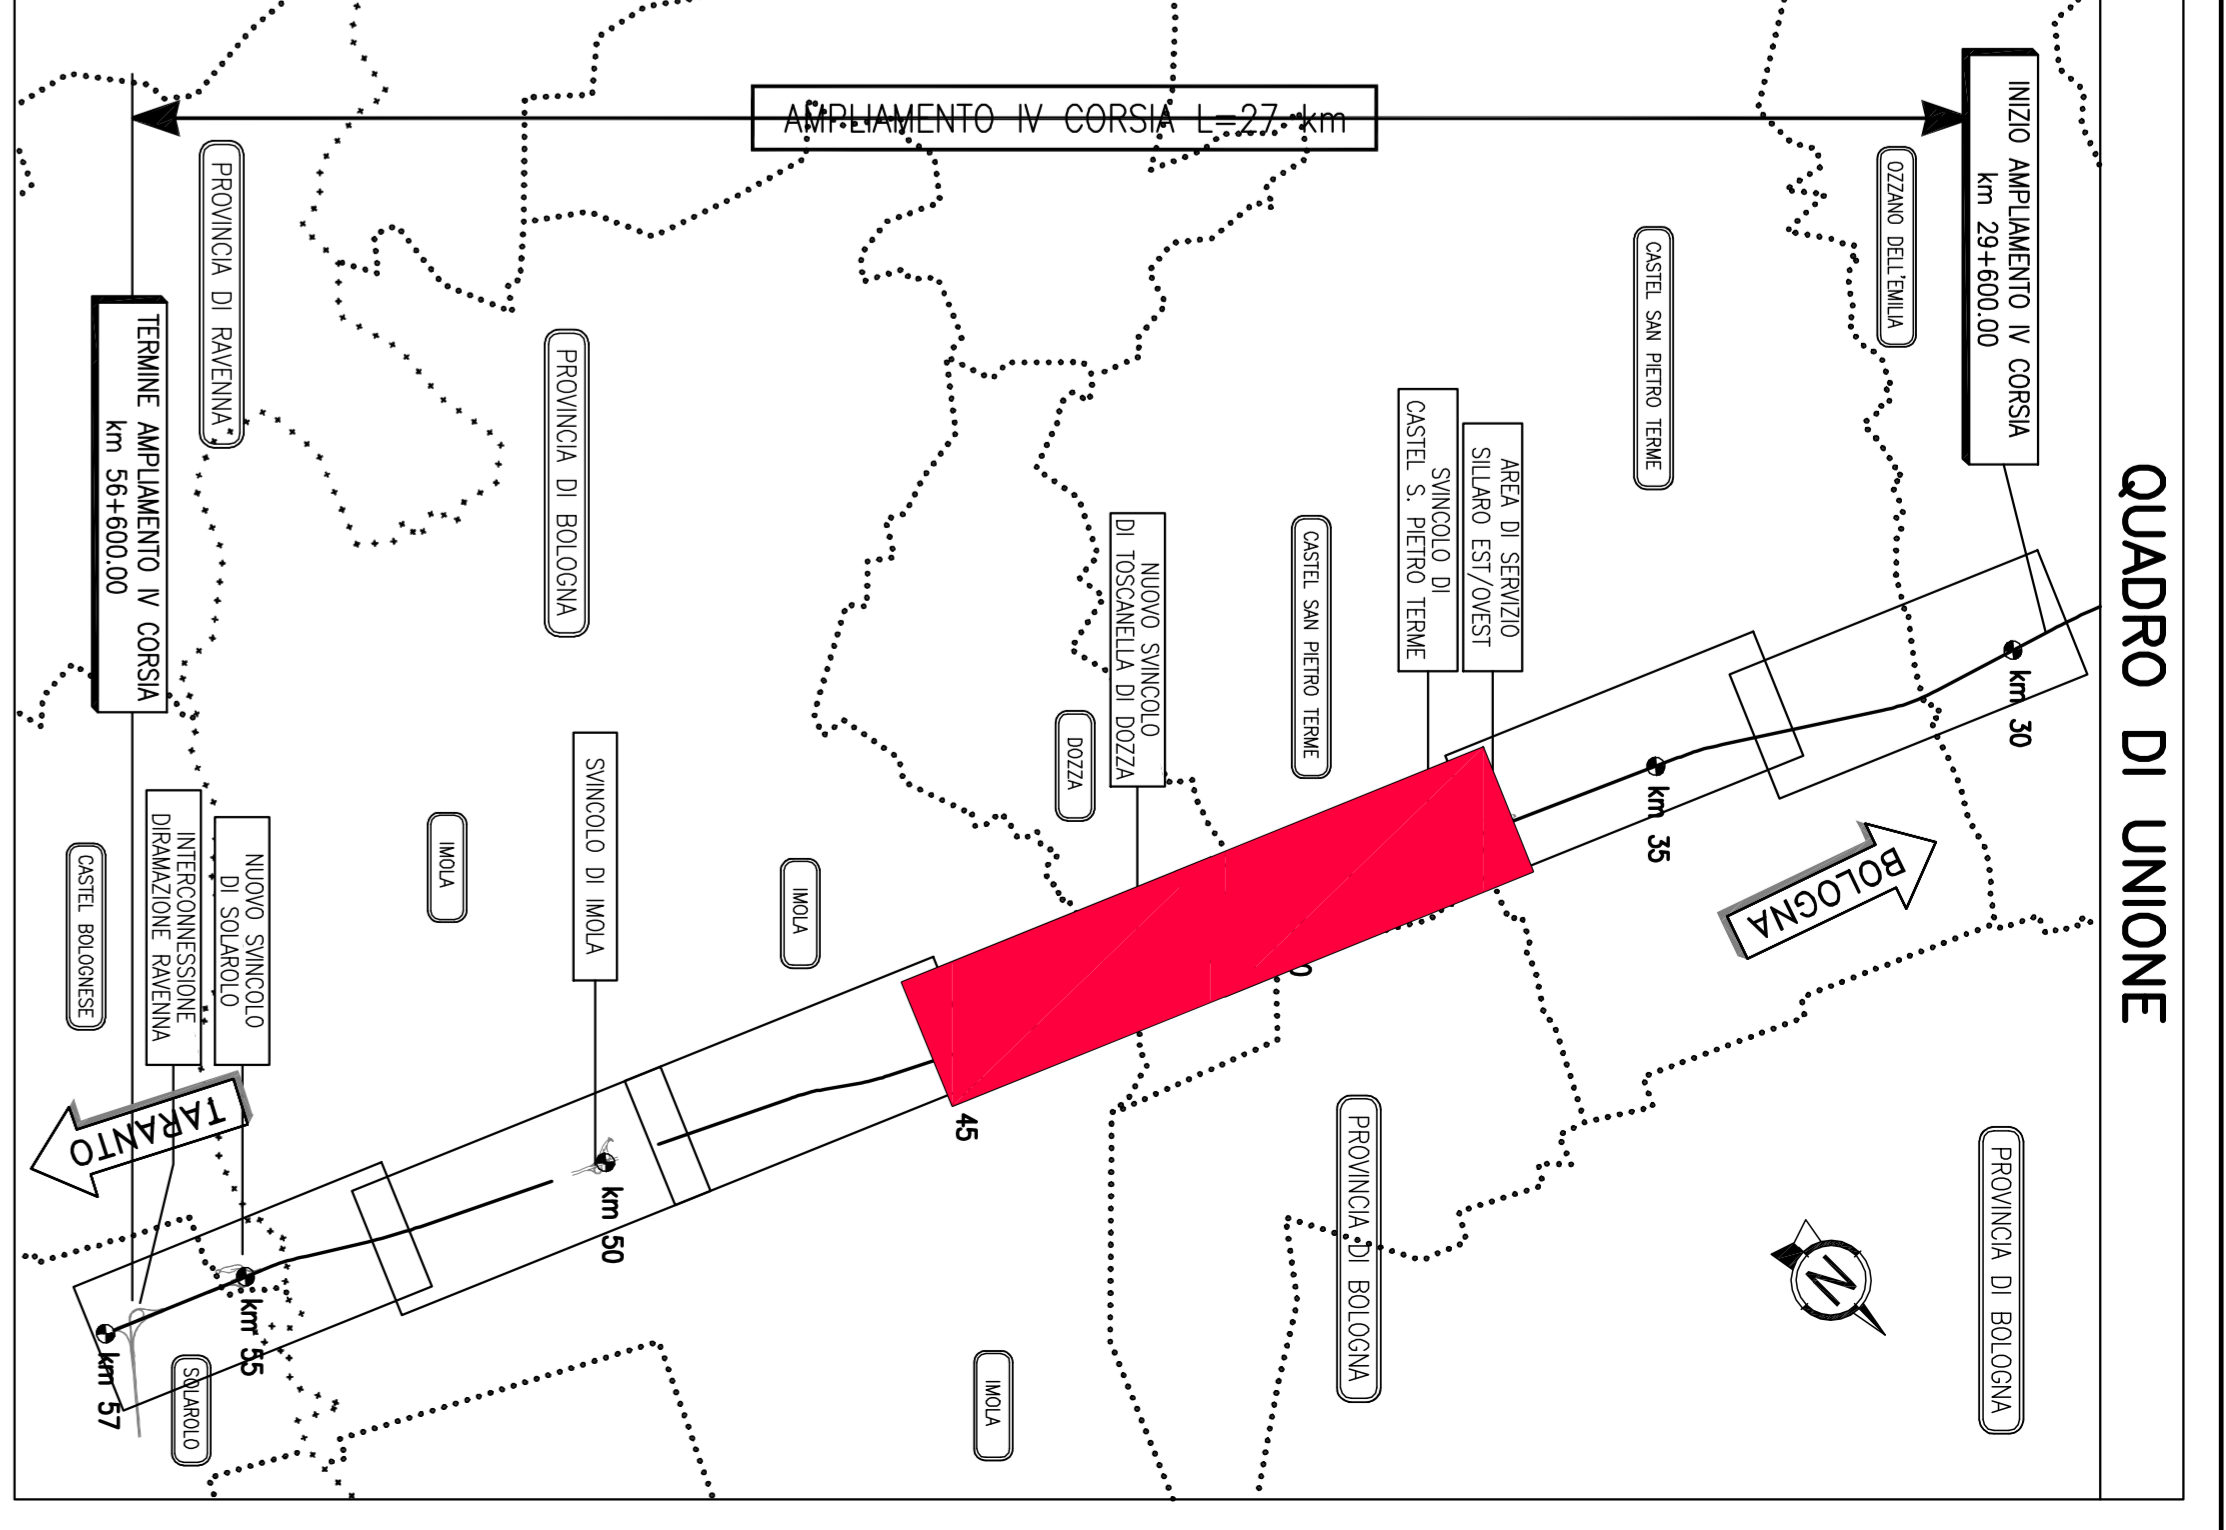 QUADRO DI UNIONE
INIZIO AMPLIAMENTO IV CORSIA
km 29+600.00
AMPLIAMENTO IV CORSIA L=27 km
TERMINE AMPLIAMENTO IV CORSIA
km 56+600.00
OZZANO DELL'EMILIA
CASTEL SAN PIETRO TERME
AREA DI SERVIZIO
SILLARO EST/OVEST
SVINCOLO DI
CASTEL S. PIETRO TERME
CASTEL SAN PIETRO TERME
NUOVO SVINCOLO
DI TOSCANELLA DI DOZZA
DOZZA
PROVINCIA DI BOLOGNA
PROVINCIA DI RAVENNA
IMOLA
SVINCOLO DI IMOLA
IMOLA
NUOVO SVINCOLO
DI SOLAROLO
INTERCONNESSIONE
DIRAMAZIONE RAVENNA
CASTEL BOLOGNESE
km 30
km 35
45
km 50
km 55
km 57
BOLOGNA
TARANTO
PROVINCIA DI BOLOGNA
PROVINCIA DI BOLOGNA
IMOLA
SOLAROLO
N